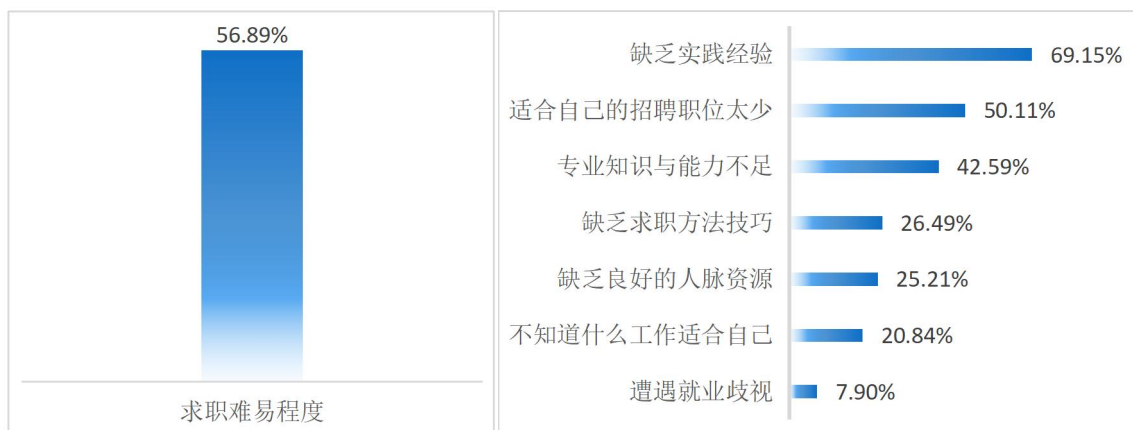 56.89%
求职难易程度
缺乏实践经验 69.15%
适合自己的招聘职位太少 50.11%
专业知识与能力不足 42.59%
缺乏求职方法技巧 26.49%
缺乏良好的人脉资源 25.21%
不知道什么工作适合自己 20.84%
遭遇就业歧视 7.90%